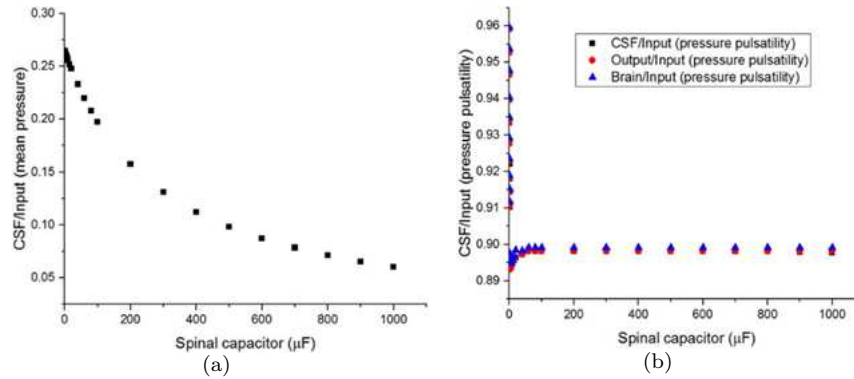 0.30
0.25
0.20
0.15
0.10
0.05
CSF/Input (mean pressure)
0
200
400
600
800
1000
Spinal capacitor (μF)
(a)
0.96
0.95
0.94
0.93
0.92
0.91
0.90
0.89
CSF/Input (pressure pulsatility)
CSF/Input (pressure pulsatility)
Output/Input (pressure pulsatility)
Brain/Input (pressure pulsatility)
0
200
400
600
800
1000
Spinal capacitor (μF)
(b)